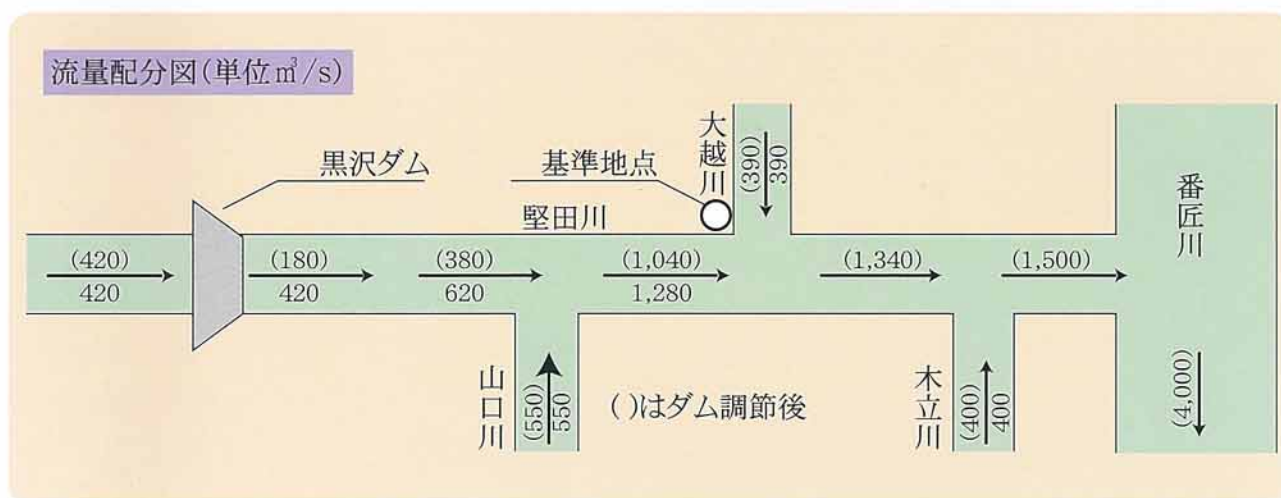 流量配分図(単位㎥/s)
黒沢ダム
基準地点
大越川
(390)
390
堅田川
番匠川
(420)
420
(180)
420
(380)
620
(1,040)
1,280
(1,340)
(1,500)
山口川
(550)
550
( )はダム調節後
木立川
(400)
400
(4,000)